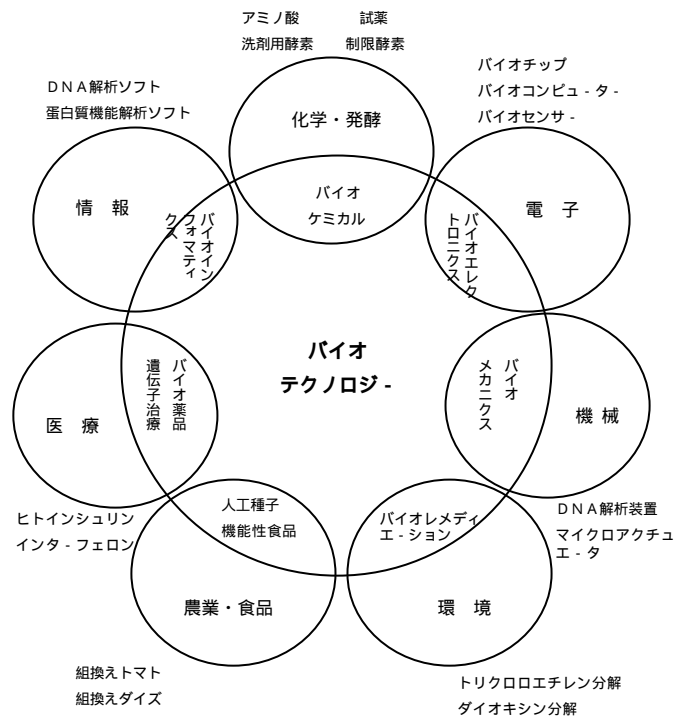 アミノ酸　試薬
洗剤用酵素　制限酵素
化学・発酵
バイオ
ケミカル
バイオチップ
バイオコンピュ-タ-
バイオセンサ-
電　子
バイオエレク
トロニクス
機 械
バイオ
メカニクス
ＤＮＡ解析装置
マイクロアクチュ
エ-タ
環　境
バイオレメディ
エ-ション
トリクロロエチレン分解
ダイオキシン分解
農業・食品
人工種子
機能性食品
組換えトマト
組換えダイズ
医　療
バイオ薬品
遺伝子治療
ヒトインシュリン
インタ-フェロン
ＤＮＡ解析ソフト
蛋白質機能解析ソフト
情　報
バイオイン
フォマティ
クス
バイオ
テクノロジ-